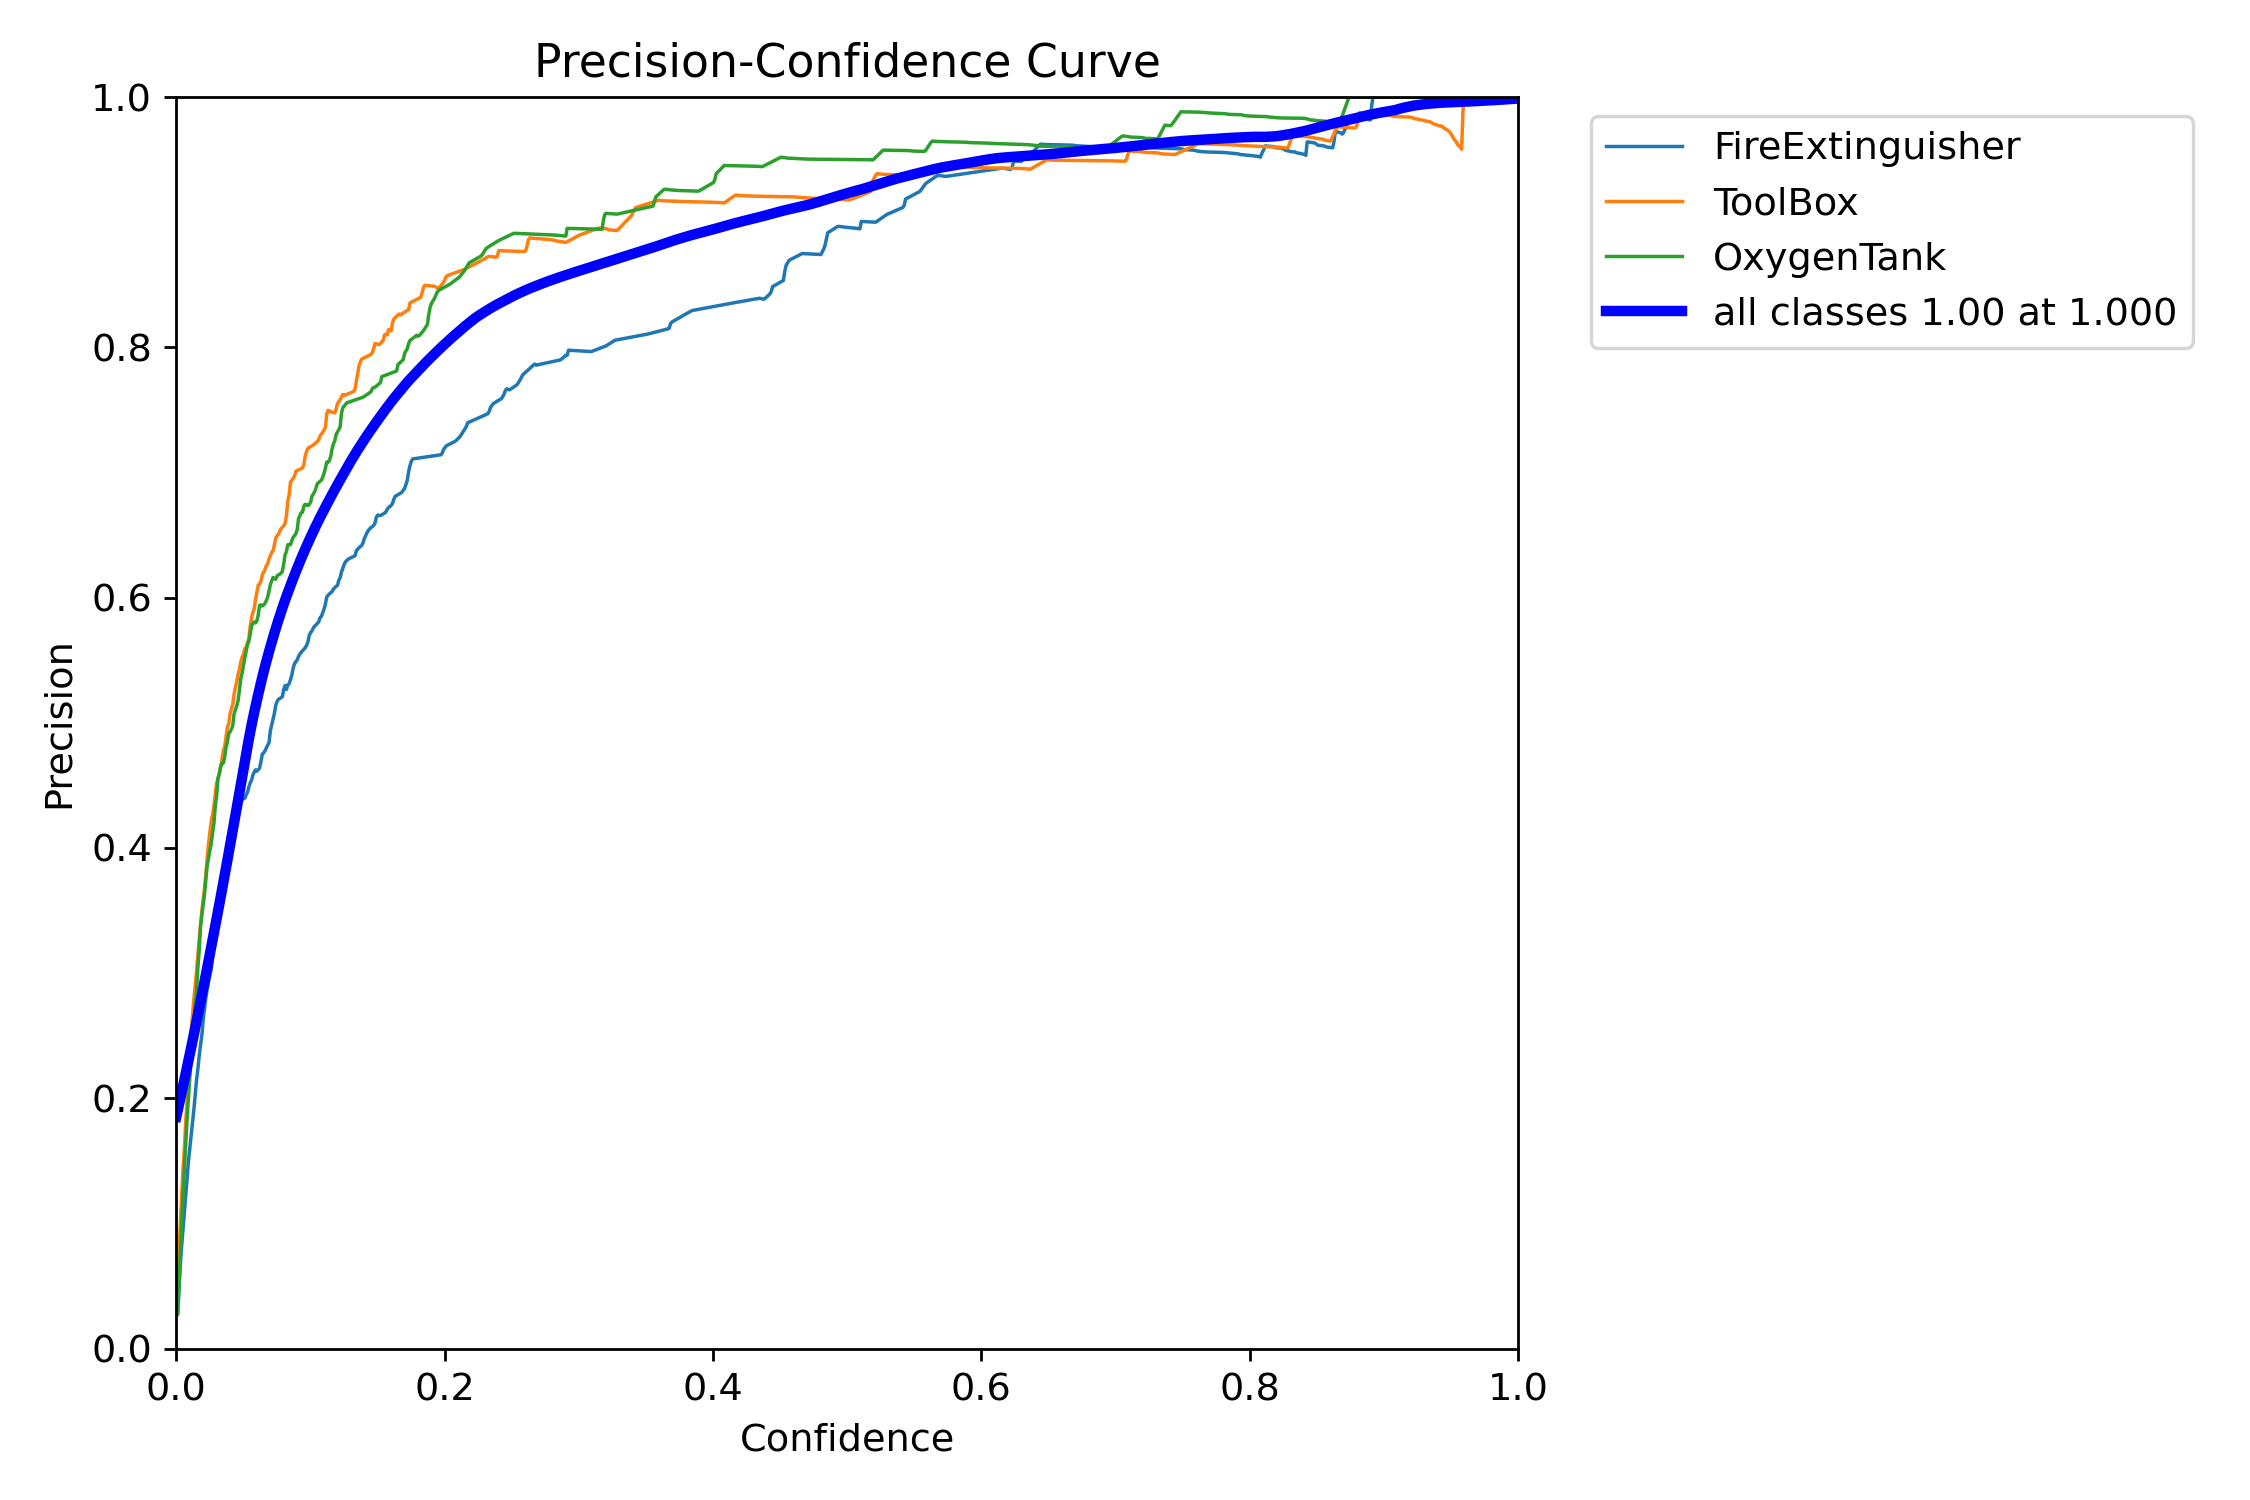 Precision-Confidence Curve
1.0
0.8
0.6
0.4
0.2
0.0
Precision
0.0 0.2 0.4 0.6 0.8 1.0
Confidence
FireExtinguisher
ToolBox
OxygenTank
all classes 1.00 at 1.000